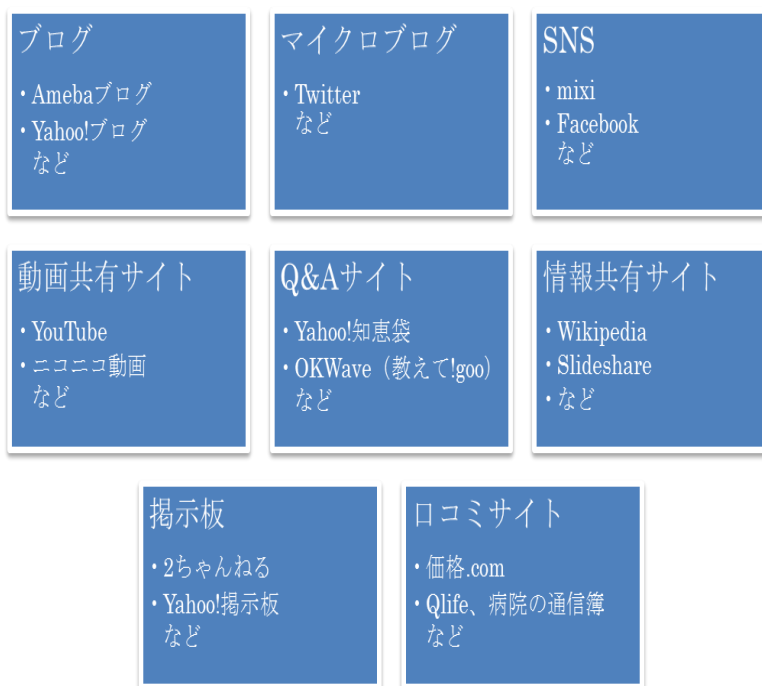 ブログ
・Amebaブログ
・Yahoo!ブログ
など
マイクロブログ
・Twitter
など
SNS
・mixi
・Facebook
など
動画共有サイト
・YouTube
・ニコニコ動画
など
Q&Aサイト
・Yahoo!知恵袋
・OKWave（教えて!goo）
など
情報共有サイト
・Wikipedia
・Slideshare
・など
掲示板
・2ちゃんねる
・Yahoo!掲示板
など
口コミサイト
・価格.com
・Qlife、病院の通信簿
など